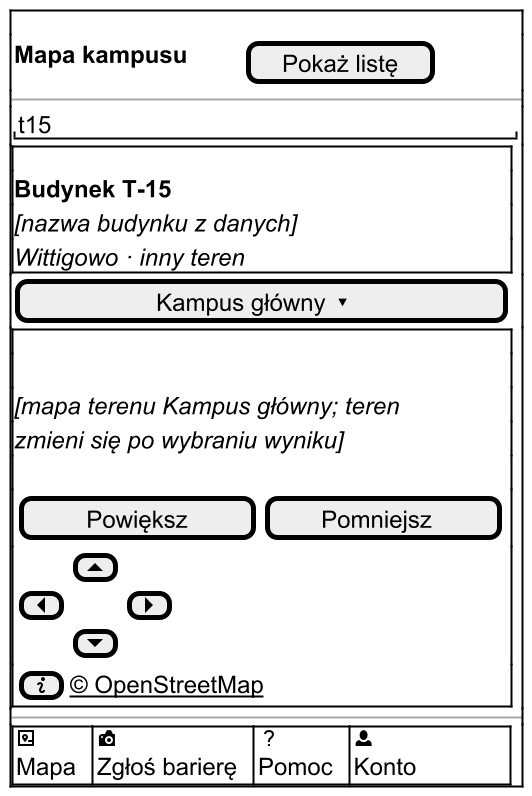 Mapa kampusu
Pokaż listę
t15
Budynek T-15
[nazwa budynku z danych]
Wittigowo · inny teren
Kampus główny ▾
[mapa terenu Kampus główny; teren
zmieni się po wybraniu wyniku]
Powiększ
Pomniejsz
i © OpenStreetMap
?
Mapa
Zgłoś barierę
Pomoc
Konto